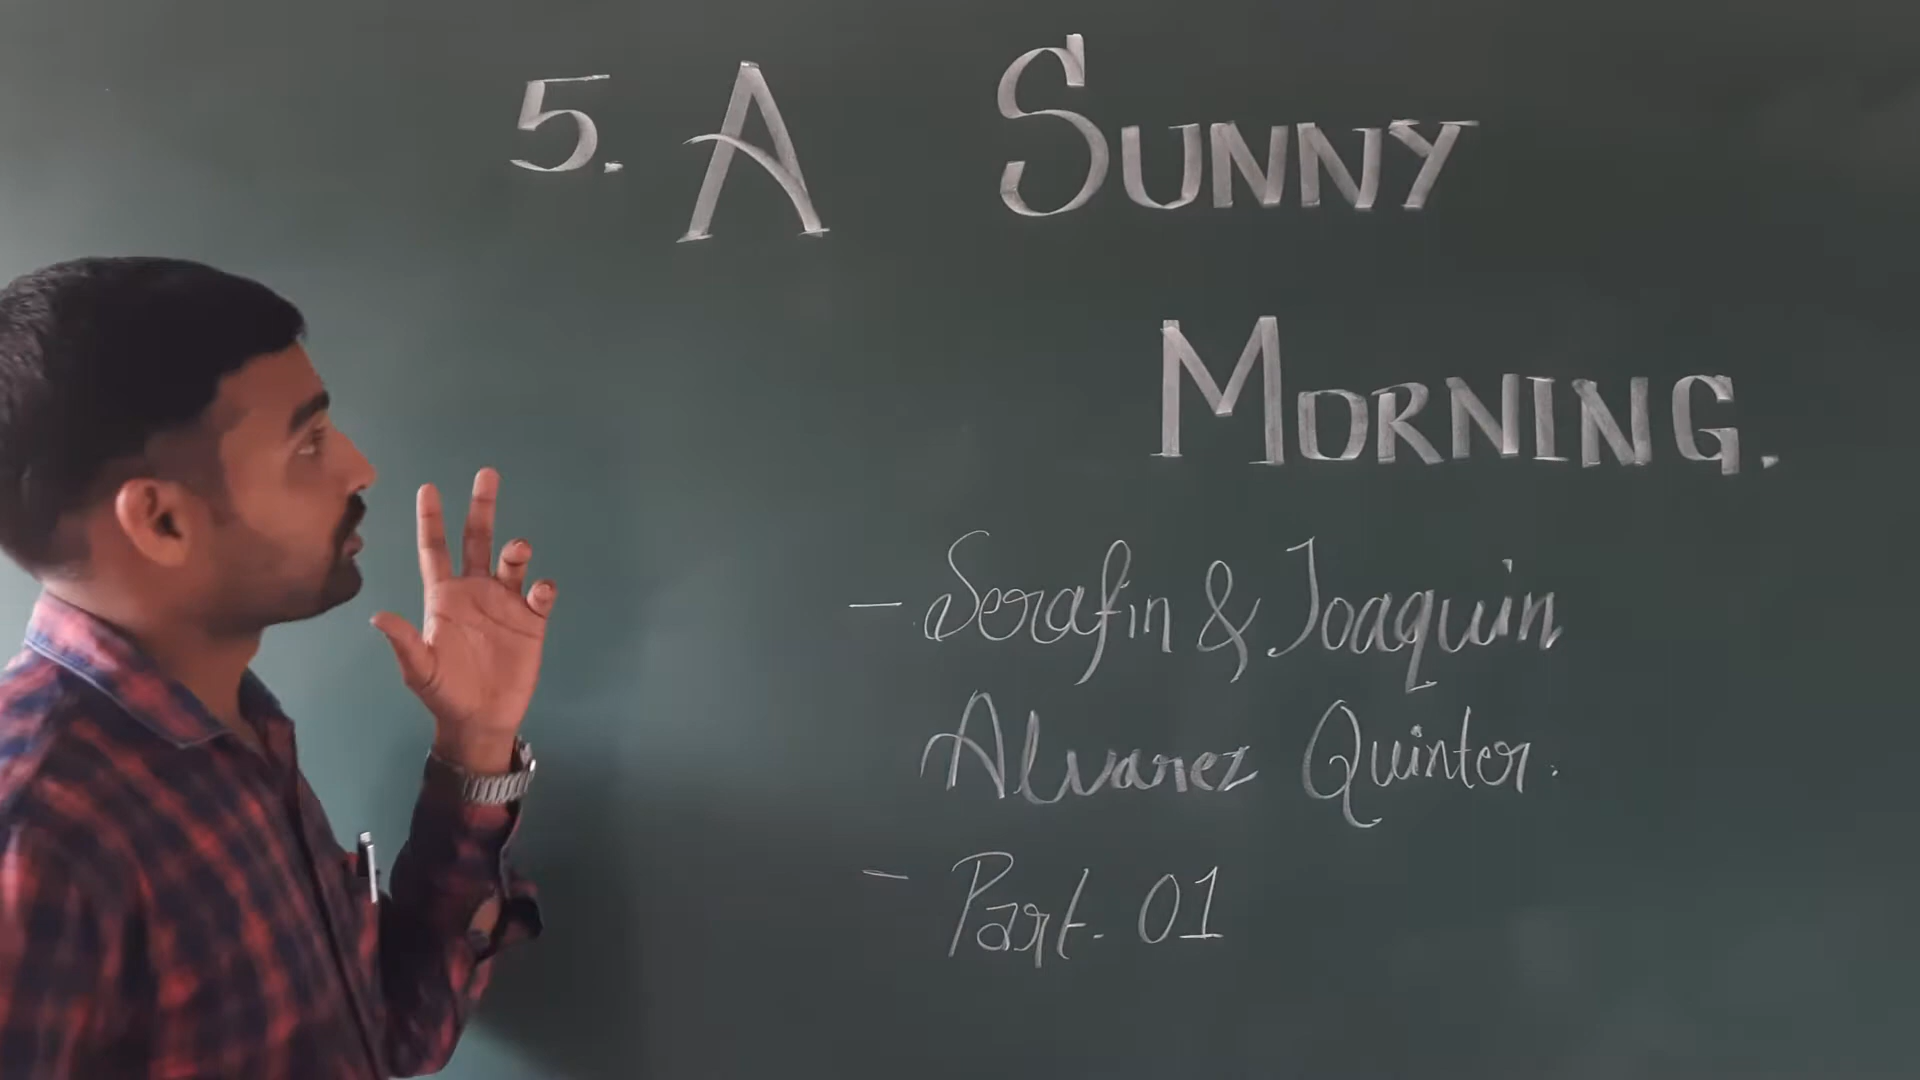 5. A SUNNY
MORNING.
- Serafin & Joaquin
Alvarez Quinter.
- Part. 01